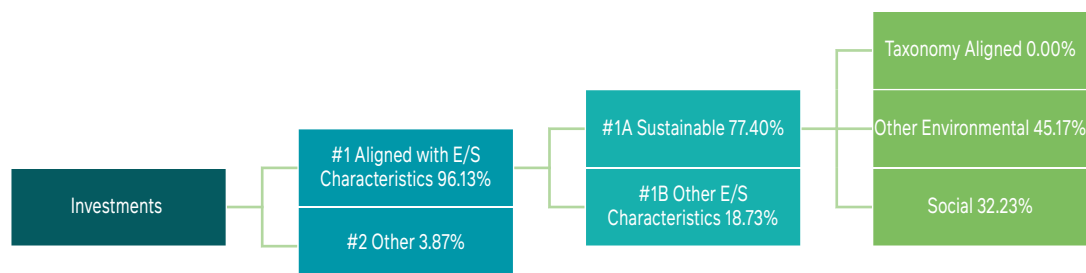 Investments
#1 Aligned with E/S
Characteristics 96.13%
#2 Other 3.87%
#1A Sustainable 77.40%
#1B Other E/S
Characteristics 18.73%
Taxonomy Aligned 0.00%
Other Environmental 45.17%
Social 32.23%